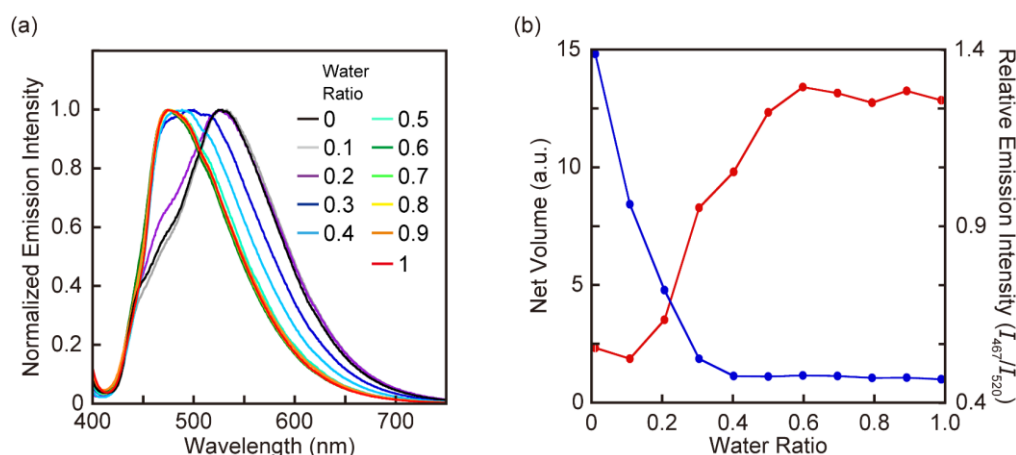 (a)
Normalized Emission Intensity
1.0
0.8
0.6
0.4
0.2
0
400 500 600 700
Wavelength (nm)
Water
Ratio
0 0.5
0.1 0.6
0.2 0.7
0.3 0.8
0.4 0.9
1
(b)
Net Volume (a.u.)
15
10
5
0
0 0.2 0.4 0.6 0.8 1.0
Water Ratio
1.4
0.9
0.4
Relative Emission
Intensity (I467/I520)